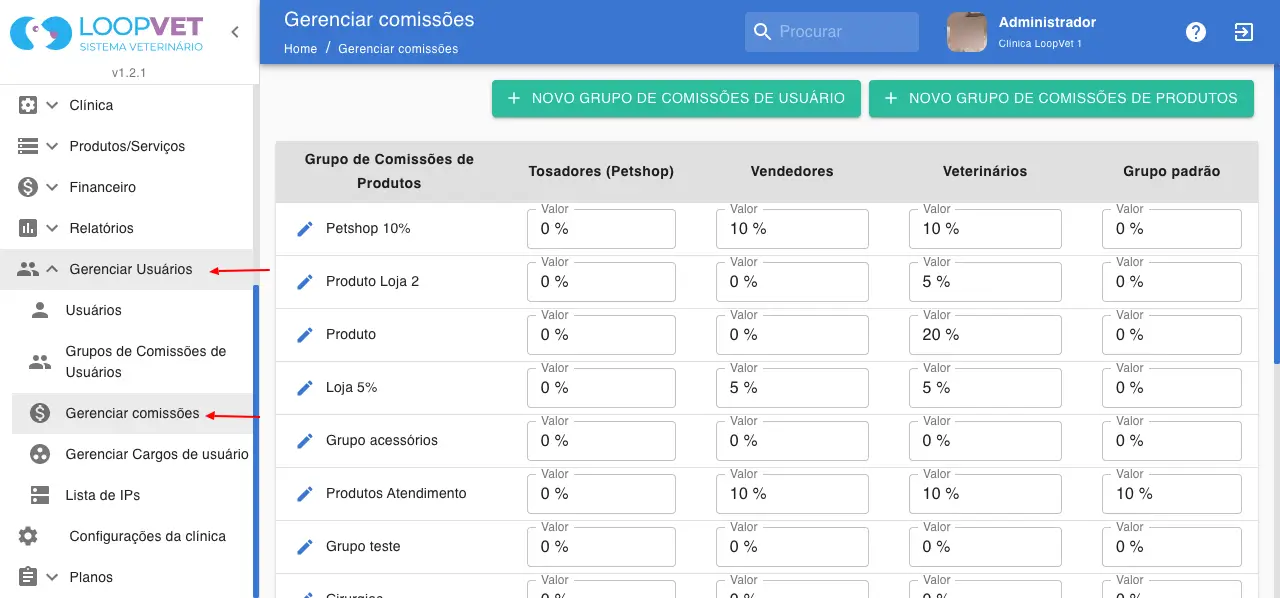 LOOPVET
SISTEMA VETERINÁRIO
v1.2.1
Clínica
Produtos/Serviços
Financeiro
Relatórios
Gerenciar Usuários
Usuários
Grupos de Comissões de
Usuários
Gerenciar comissões
Gerenciar Cargos de usuário
Lista de IPs
Configurações da clínica
Planos
Gerenciar comissões
Home / Gerenciar comissões
Procurar
Administrador
Clinica LoopVet 1
+ NOVO GRUPO DE COMISSÕES DE USUÁRIO
+ NOVO GRUPO DE COMISSÕES DE PRODUTOS
Grupo de Comissões de
Produtos
Tosadores (Petshop)
Vendedores
Veterinários
Grupo padrão
Valor Valor Valor Valor
Petshop 10% 0 % 10 % 10 % 0 %
Valor Valor Valor Valor
Produto Loja 2 0 % 0 % 5 % 0 %
Valor Valor Valor Valor
Produto 0 % 0 % 20 % 0 %
Valor Valor Valor Valor
Loja 5% 0 % 5 % 5 % 0 %
Valor Valor Valor Valor
Grupo acessórios 0 % 0 % 0 % 0 %
Valor Valor Valor Valor
Produtos Atendimento 0 % 10 % 10 % 10 %
Valor Valor Valor Valor
Grupo teste 0 % 0 % 0 % 0 %
Valor Valor Valor Valor
Cirurgias 0 % 0 % 0 % 0 %